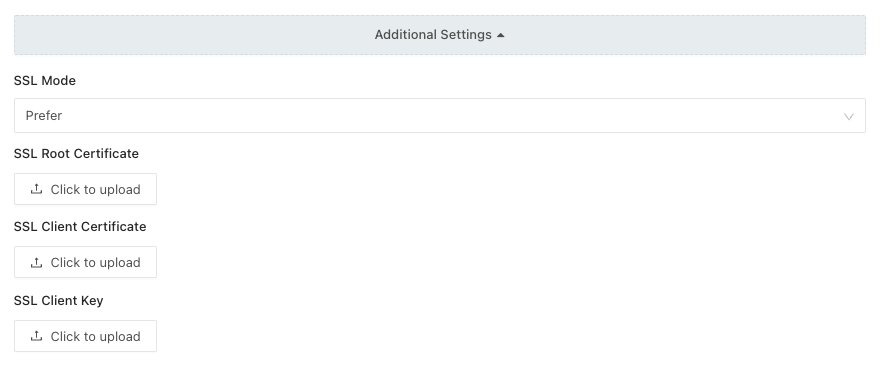 Additional Settings
SSL Mode
Prefer
SSL Root Certificate
Click to upload
SSL Client Certificate
Click to upload
SSL Client Key
Click to upload